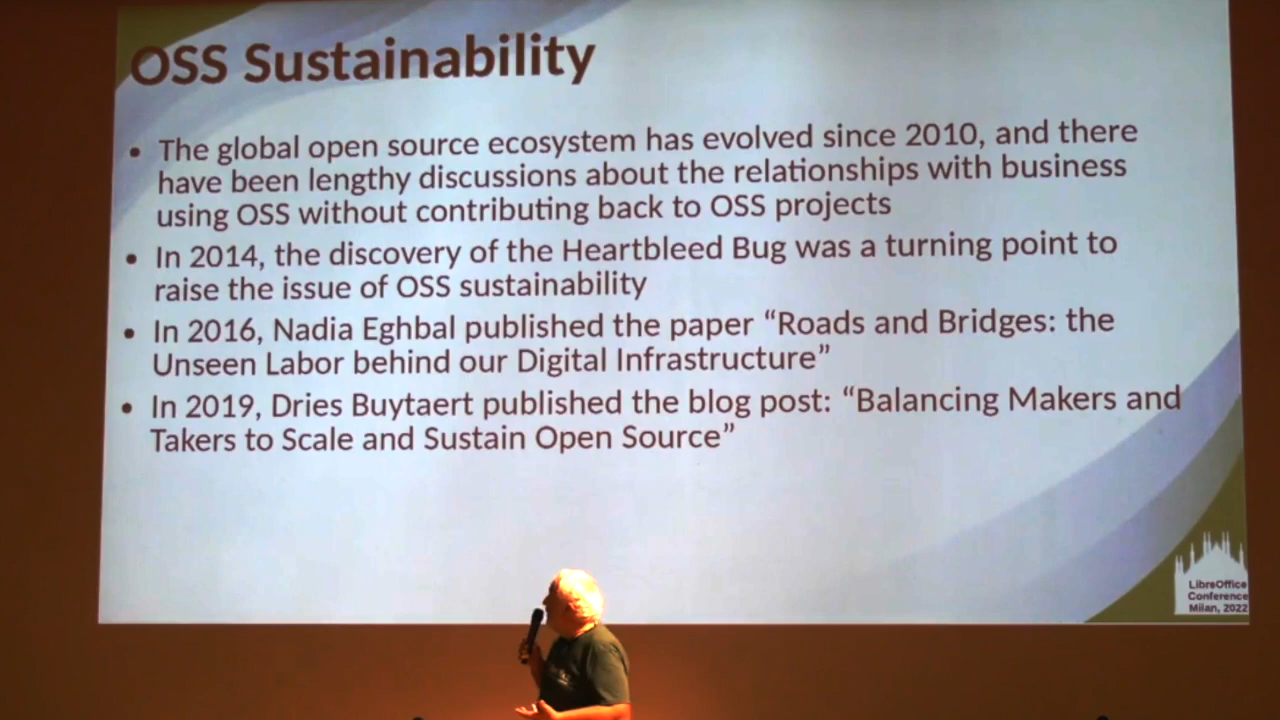 OSS Sustainability
• The global open source ecosystem has evolved since 2010, and there
have been lengthy discussions about the relationships with business
using OSS without contributing back to OSS projects
• In 2014, the discovery of the Heartbleed Bug was a turning point to
raise the issue of OSS sustainability
• In 2016, Nadia Eghbal published the paper “Roads and Bridges: the
Unseen Labor behind our Digital Infrastructure”
• In 2019, Dries Buytaert published the blog post: “Balancing Makers and
Takers to Scale and Sustain Open Source”
LibreOffice
Conference
Milan, 2022